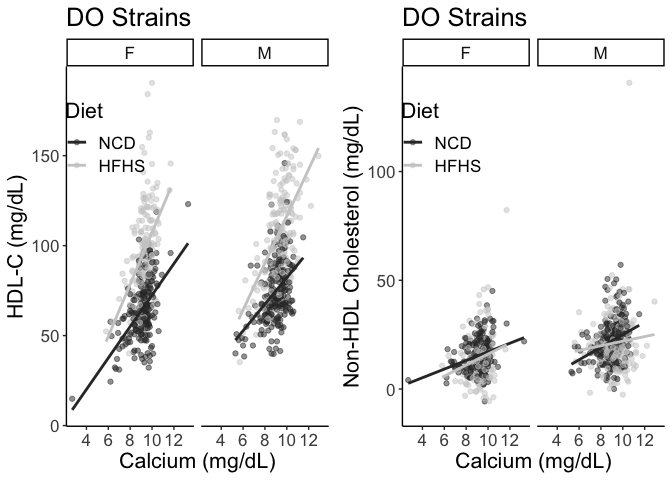 DO Strains
F M
Diet
NCD
HFHS
HDL-C (mg/dL)
150
100
50
0
4 6 8 10 12 4 6 8 10 12
Calcium (mg/dL)
DO Strains
F M
Diet
NCD
HFHS
Non-HDL Cholesterol (mg/dL)
100
50
0
4 6 8 10 12 4 6 8 10 12
Calcium (mg/dL)